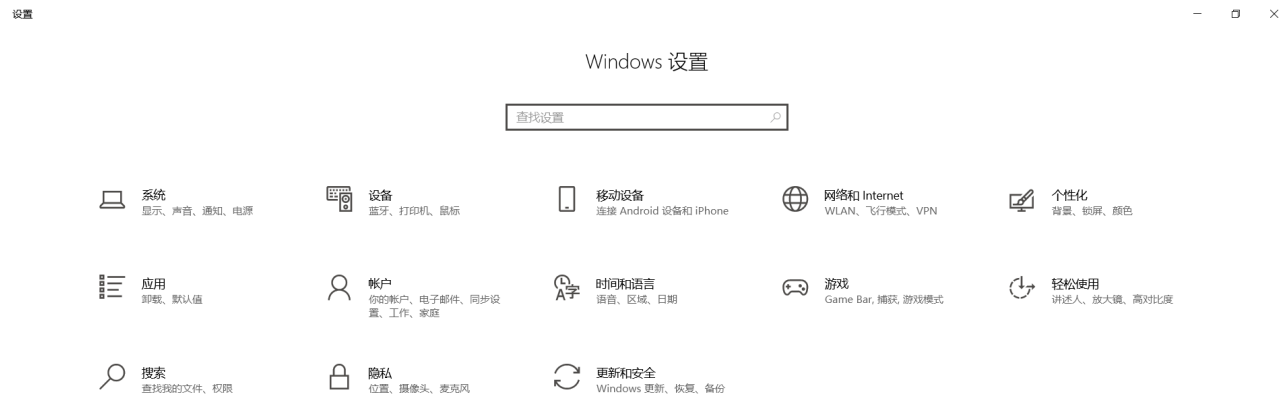 设置
Windows 设置
查找设置
系统
显示、声音、通知、电源
设备
蓝牙、打印机、鼠标
移动设备
连接 Android 设备和 iPhone
网络和 Internet
WLAN、飞行模式、VPN
个性化
背景、锁屏、颜色
应用
卸载、默认值
帐户
你的帐户、电子邮件、同步设
置、工作、家庭
时间和语言
语音、区域、日期
游戏
Game Bar, 捕获, 游戏模式
轻松使用
讲述人、放大镜、高对比度
搜索
查找我的文件、权限
隐私
位置、摄像头、麦克风
更新和安全
Windows 更新、恢复、备份